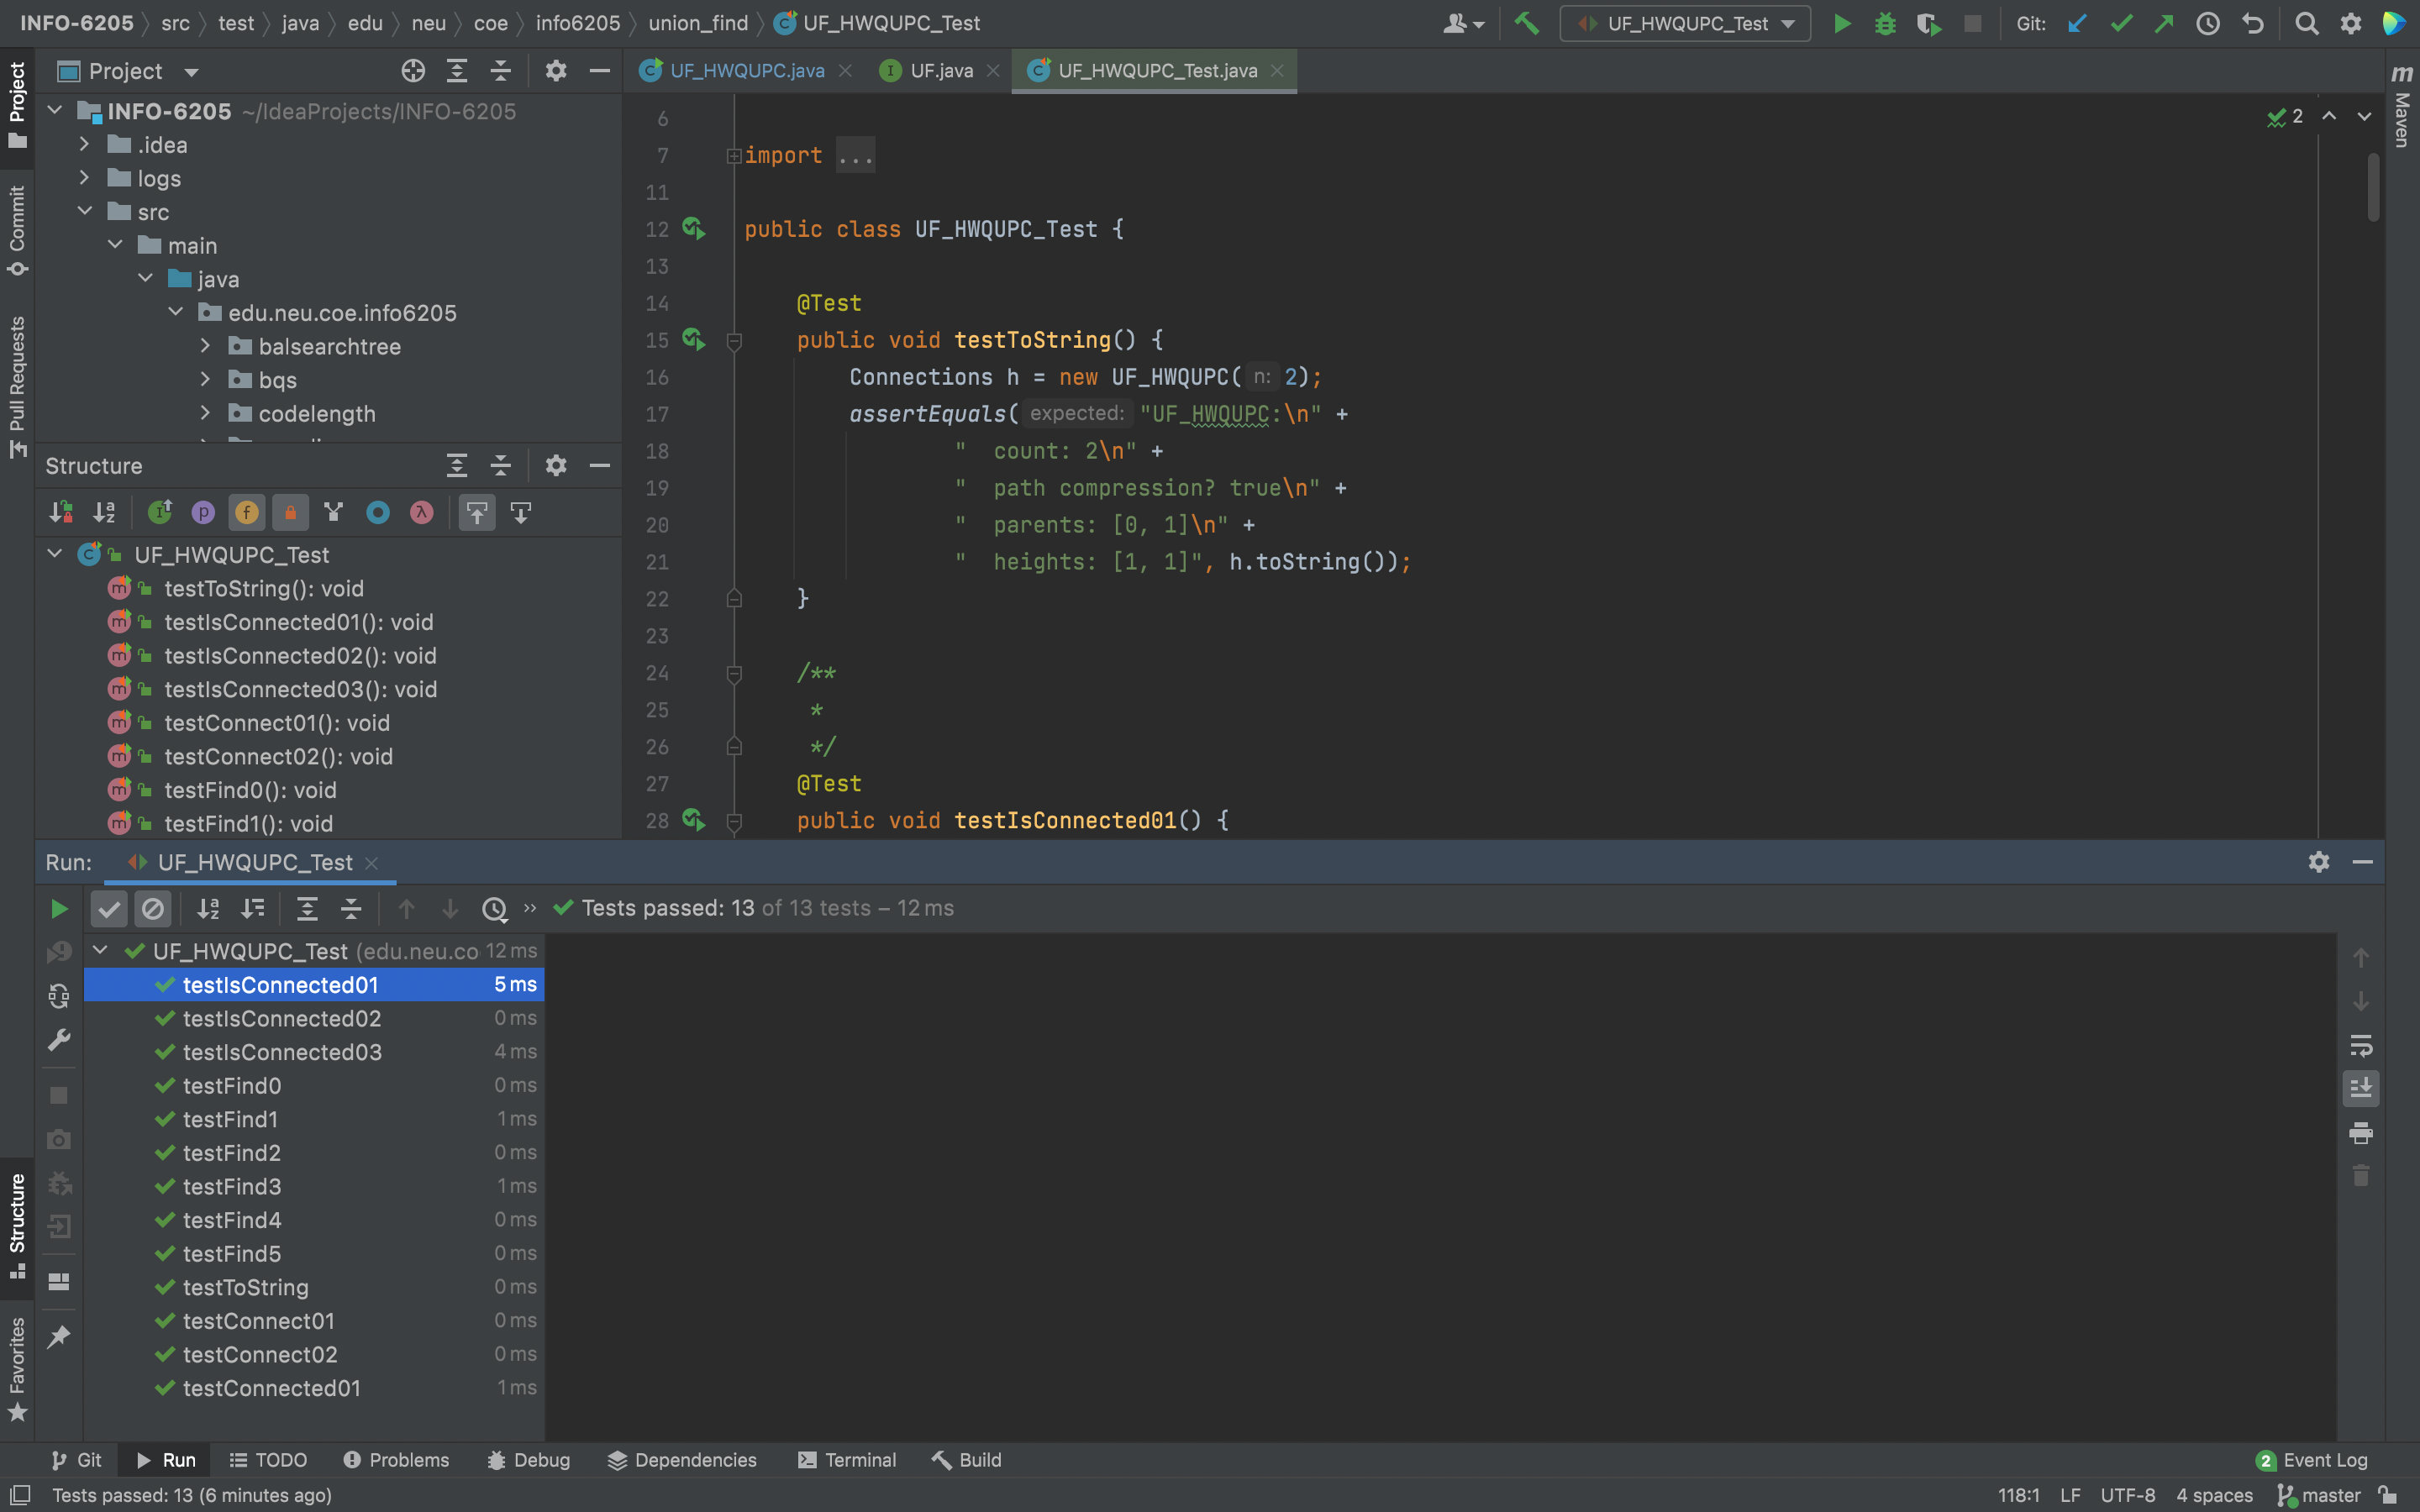 INFO-6205 src test java edu neu coe info6205 union_find UF_HWQUPC_Test
UF_HWQUPC_Test Git:
Project
UF_HWQUPC.java UF.java UF_HWQUPC_Test.java
Project
Commit
Pull Requests
Structure
Favorites
Maven
INFO-6205 ~/IdeaProjects/INFO-6205
.idea
logs
src
main
java
edu.neu.coe.info6205
balsearchtree
bqs
codelength
Structure
UF_HWQUPC_Test
testToString(): void
testIsConnected01(): void
testIsConnected02(): void
testIsConnected03(): void
testConnect01(): void
testConnect02(): void
testFind0(): void
testFind1(): void
2
6
7 import ...
11
12 public class UF_HWQUPC_Test {
13
14 @Test
15 public void testToString() {
16 Connections h = new UF_HWQUPC( n: 2);
17 assertEquals( expected: "UF_HWQUPC:\n" +
18 "  count: 2\n" +
19 "  path compression? true\n" +
20 "  parents: [0, 1]\n" +
21 "  heights: [1, 1]", h.toString());
22 }
23
24 /**
25 *
26 */
27 @Test
28 public void testIsConnected01() {
Run: UF_HWQUPC_Test
Tests passed: 13 of 13 tests – 12 ms
UF_HWQUPC_Test (edu.neu.co 12 ms
testIsConnected01 5 ms
testIsConnected02 0 ms
testIsConnected03 4 ms
testFind0 0 ms
testFind1 1 ms
testFind2 0 ms
testFind3 1 ms
testFind4 0 ms
testFind5 0 ms
testToString 0 ms
testConnect01 0 ms
testConnect02 0 ms
testConnected01 1 ms
Git Run TODO Problems Debug Dependencies Terminal Build 2 Event Log
Tests passed: 13 (6 minutes ago) 118:1 LF UTF-8 4 spaces master